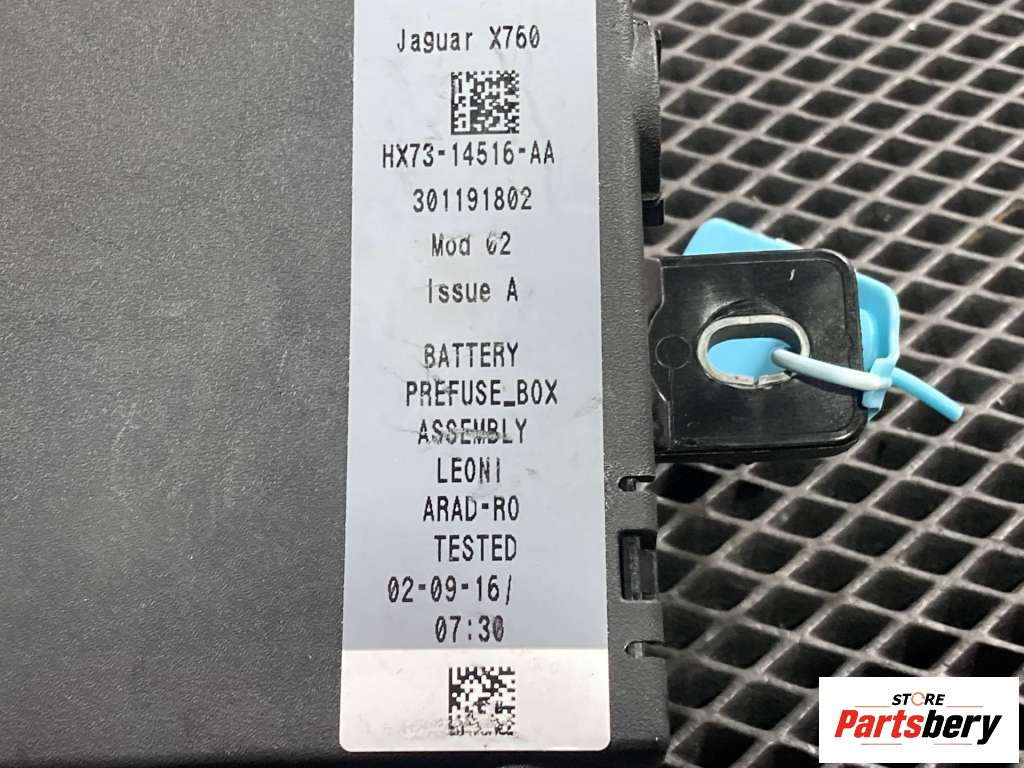 Jaguar X760
HX73-14516-AA
301191802
Mod 02
Issue A
BATTERY
PREFUSE_BOX
ASSEMBLY
LEONI
ARAD-RO
TESTED
02-09-16/
07:30
STORE
Partsbery